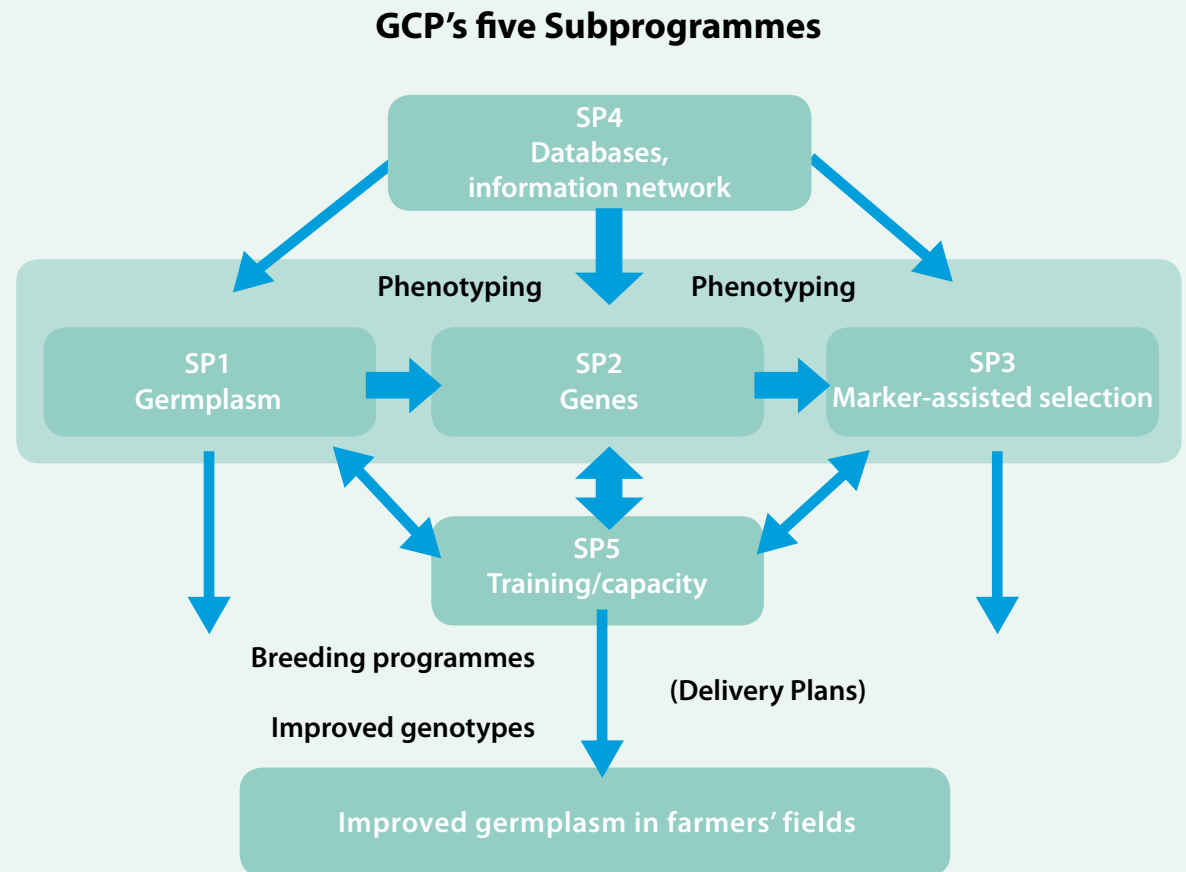 GCP’s five Subprogrammes
SP4
Databases,
information network
Phenotyping
Phenotyping
SP1
Germplasm
SP2
Genes
SP3
Marker-assisted selection
SP5
Training/capacity
Breeding programmes
(Delivery Plans)
Improved genotypes
Improved germplasm in farmers’ fields